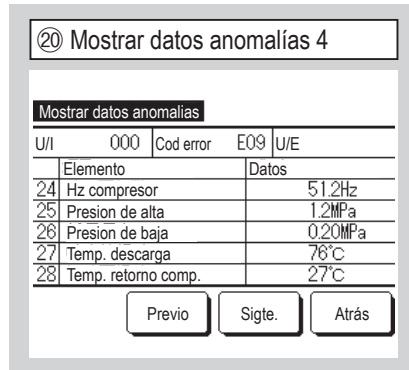 ⑳ Mostrar datos anomalías 4
Mostrar datos anomalias
U/I 000 Cod error E09 U/E
Elemento Datos
24 Hz compresor 51.2Hz
25 Presion de alta 1.2MPa
26 Presion de baja 0.20MPa
27 Temp. descarga 76°C
28 Temp. retorno comp. 27°C
Previo Sigte. Atrás